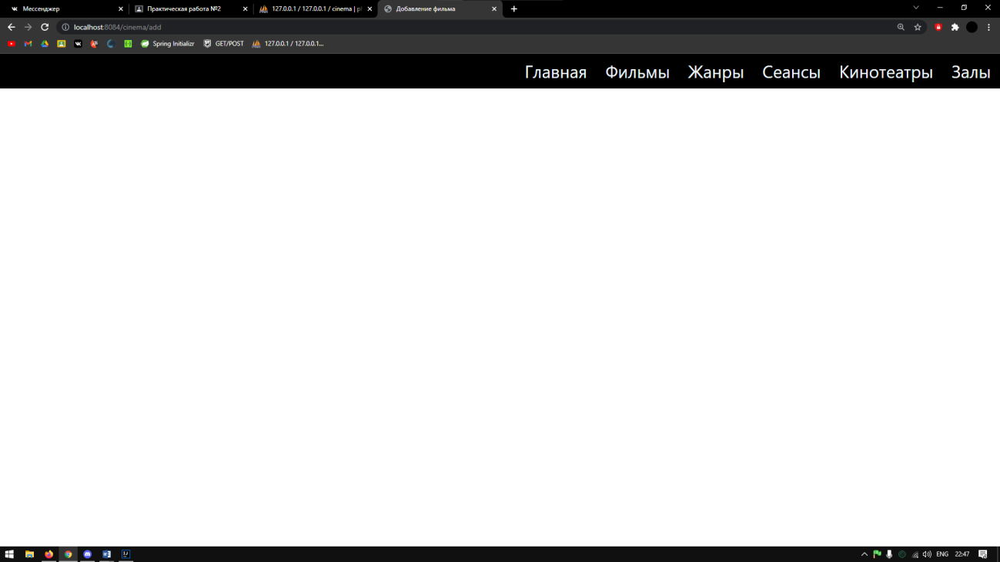 Мессенджер
Практическая работа №2
127.0.0.1 / 127.0.0.1 / cinema | pl
Добавление фильма
localhost:8084/cinema/add
Spring Initializr
GET/POST
127.0.0.1 / 127.0.0.1...
Главная Фильмы Жанры Сеансы Кинотеатры Залы
ENG 22:47